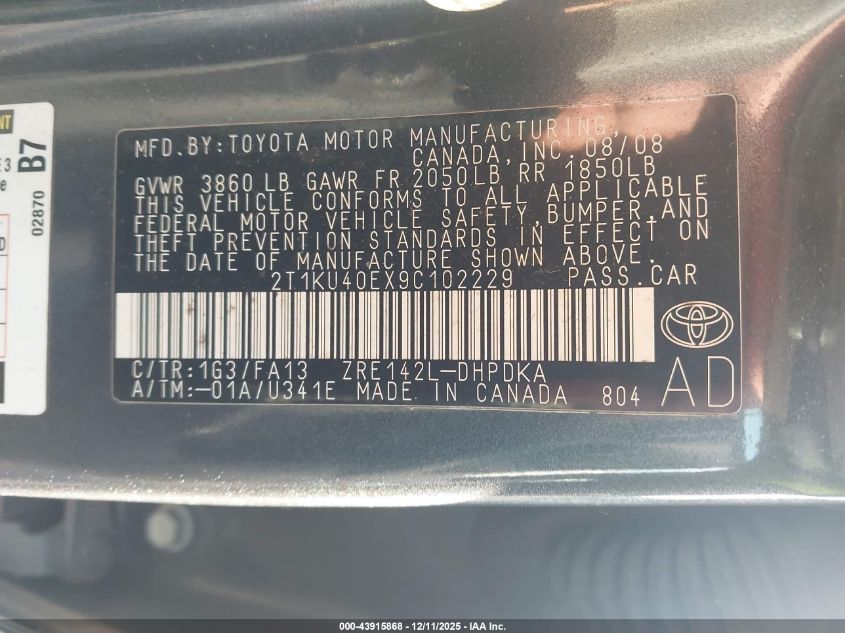 NT
E3
e
B7
02870
D
MFD.BY:TOYOTA MOTOR MANUFACTURING,
CANADA, INC. 08/08
GVWR 3860 LB GAWR FR 2050LB RR 1850LB
THIS VEHICLE CONFORMS TO ALL APPLICABLE
FEDERAL MOTOR VEHICLE SAFETY,BUMPER,AND
THEFT PREVENTION STANDARDS IN EFFECT ON
THE DATE OF MANUFACTURE SHOWN ABOVE.
2T1KU40EX9C102229 PASS.CAR
C/TR:1G3/FA13 ZRE142L-DHPDKA
A/TM:-01A/U341E MADE IN CANADA 804
AD
000-43915868 - 12/11/2025 - IAA Inc.